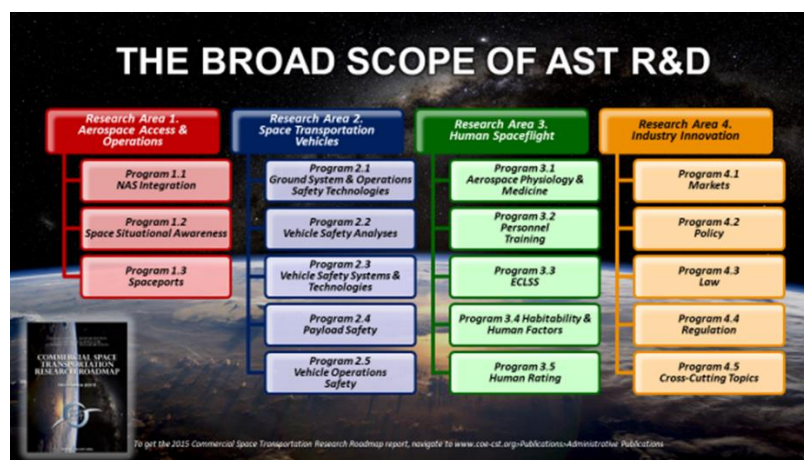 THE BROAD SCOPE OF AST R&D
Research Area 1.
Aerospace Access &
Operations
Program 1.1
NAS Integration
Program 1.2
Space Situational Awareness
Program 1.3
Spaceports
Research Area 2.
Space Transportation
Vehicles
Program 2.1
Ground System & Operations
Safety Technologies
Program 2.2
Vehicle Safety Analyses
Program 2.3
Vehicle Safety Systems &
Technologies
Program 2.4
Payload Safety
Program 2.5
Vehicle Operations
Safety
Research Area 3.
Human Spaceflight
Program 3.1
Aerospace Physiology &
Medicine
Program 3.2
Personnel
Training
Program 3.3
ECLSS
Program 3.4 Habitability &
Human Factors
Program 3.5
Human Rating
Research Area 4.
Industry Innovation
Program 4.1
Markets
Program 4.2
Policy
Program 4.3
Law
Program 4.4
Regulation
Program 4.5
Cross-Cutting Topics
COMMERCIAL SPACE
TRANSPORTATION
RESEARCH ROADMAP
To get the 2015 Commercial Space Transportation Research Roadmap report, navigate to www.coe-cst.org>Publications>Administrative Publications